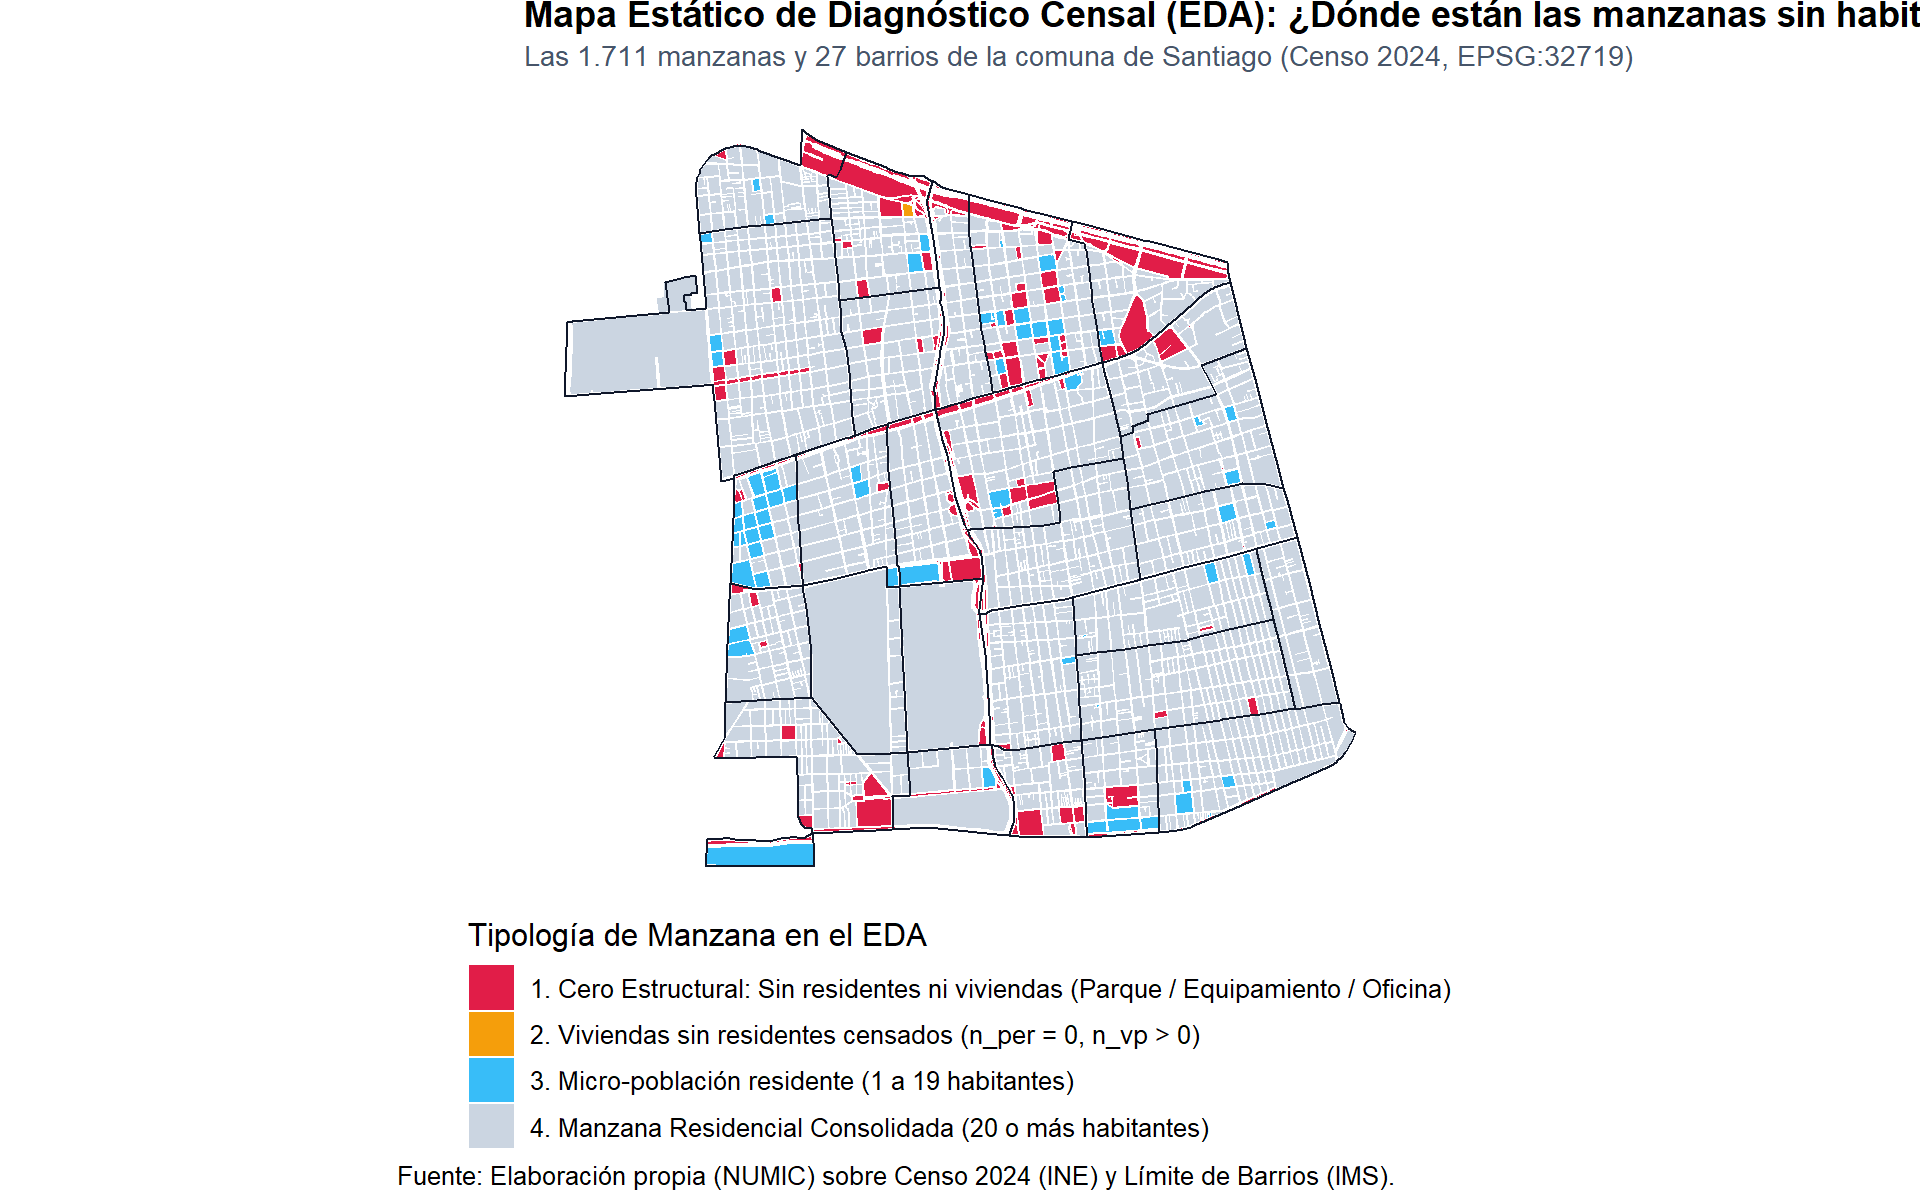 Mapa Estático de Diagnóstico Censal (EDA): ¿Dónde están las manzanas sin habit
Las 1.711 manzanas y 27 barrios de la comuna de Santiago (Censo 2024, EPSG:32719)
Tipología de Manzana en el EDA
1. Cero Estructural: Sin residentes ni viviendas (Parque / Equipamiento / Oficina)
2. Viviendas sin residentes censados (n_per = 0, n_vp > 0)
3. Micro-población residente (1 a 19 habitantes)
4. Manzana Residencial Consolidada (20 o más habitantes)
Fuente: Elaboración propia (NUMIC) sobre Censo 2024 (INE) y Límite de Barrios (IMS).